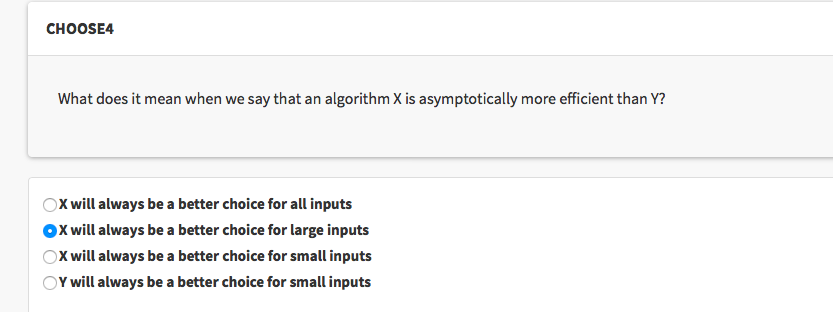 CHOOSE4
What does it mean when we say that an algorithm X is asymptotically more efficient than Y?
X will always be a better choice for all inputs
X will always be a better choice for large inputs
X will always be a better choice for small inputs
Y will always be a better choice for small inputs